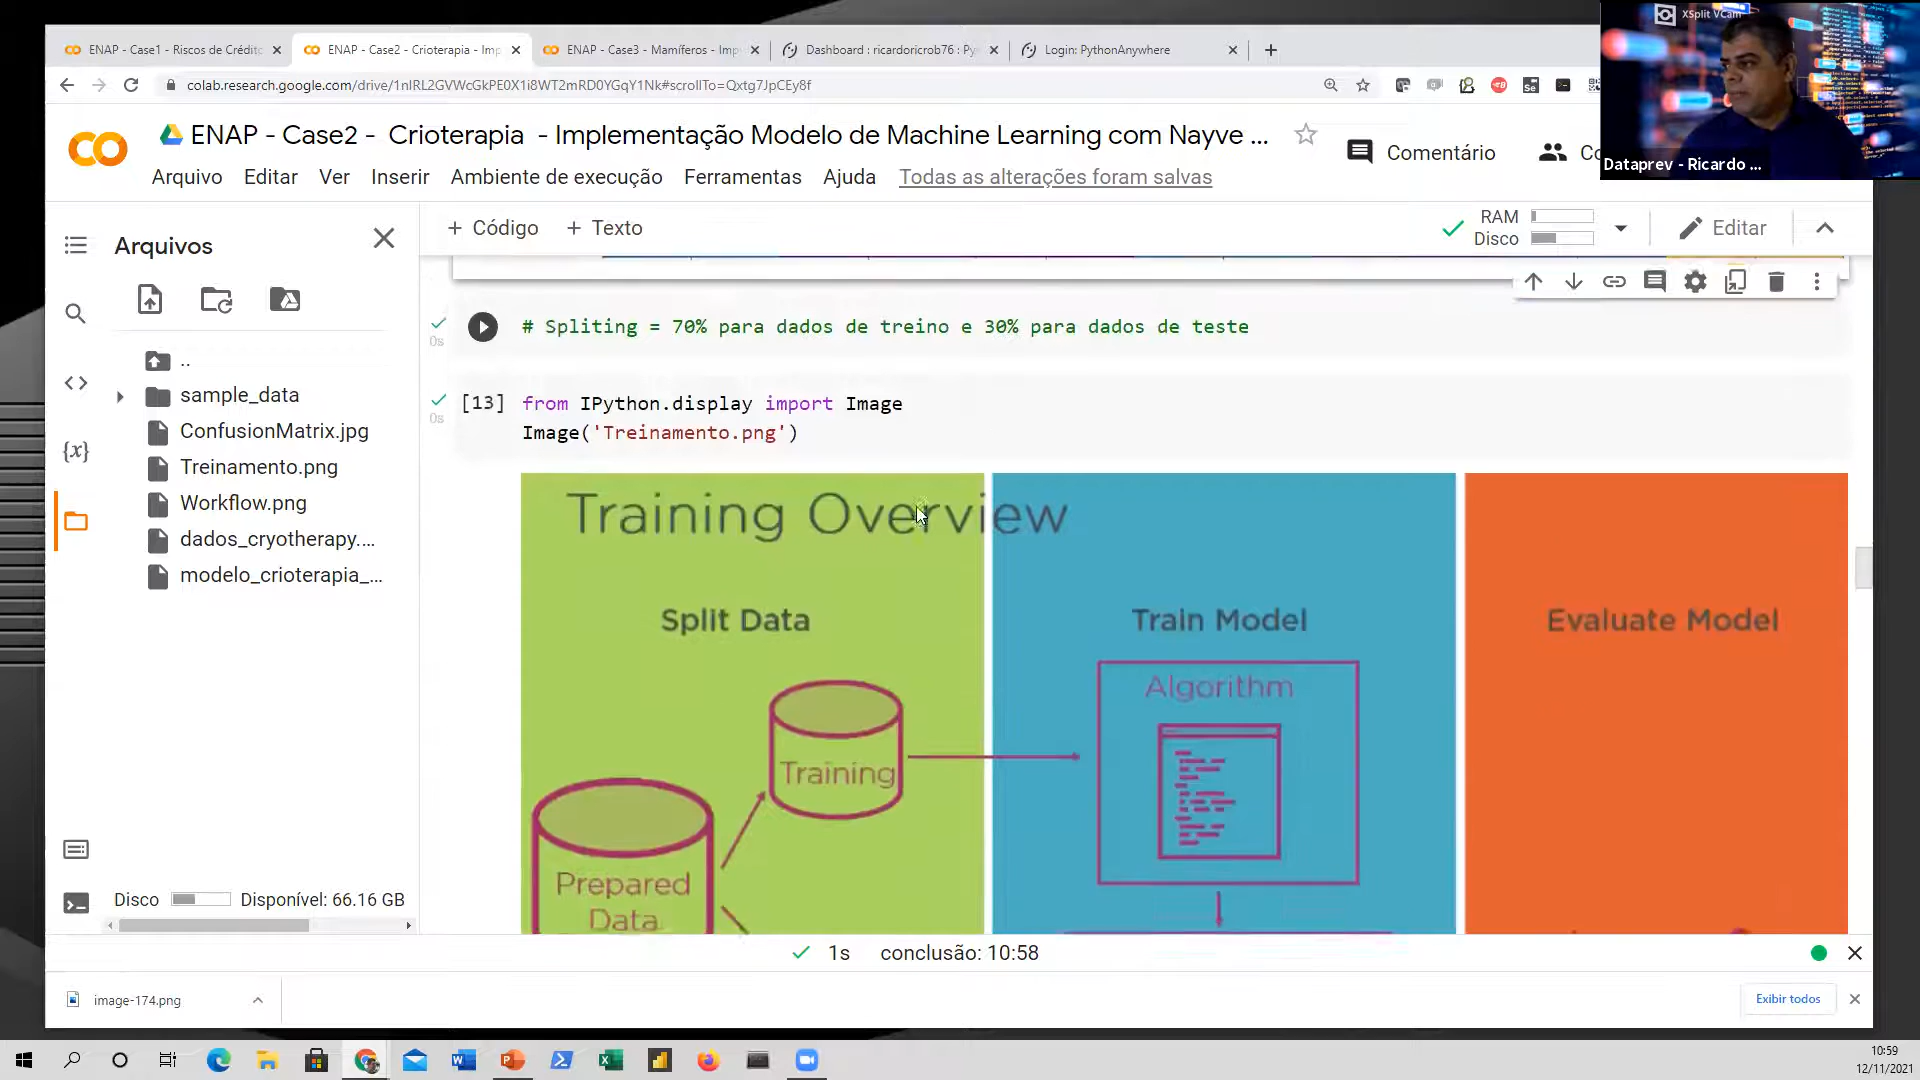 ENAP - Case1 - Riscos de Crédito
ENAP - Case2 - Crioterapia - Imp
ENAP - Case3 - Mamíferos - Imp
Dashboard : ricardoricrob76 : Py
Login: PythonAnywhere
XSplit VCam
colab.research.google.com/drive/1nIRL2GVWcGkPE0X1i8WT2mRD0YGqY1Nk#scrollTo=Qxtg7JpCEy8f
ENAP - Case2 - Crioterapia - Implementação Modelo de Machine Learning com Nayve ...
Comentário
Co
Dataprev - Ricardo ...
Arquivo Editar Ver Inserir Ambiente de execução Ferramentas Ajuda Todas as alterações foram salvas
Arquivos
+ Código + Texto
RAM
Disco
Editar
..
sample_data
ConfusionMatrix.jpg
Treinamento.png
Workflow.png
dados_cryotherapy....
modelo_crioterapia_...
Disco Disponível: 66.16 GB
0s
# Spliting = 70% para dados de treino e 30% para dados de teste
0s
[13] from IPython.display import Image
Image('Treinamento.png')
Training Overview
Split Data
Train Model
Evaluate Model
Algorithm
Training
Prepared
Data
1s conclusão: 10:58
image-174.png
Exibir todos
10:59
12/11/2021